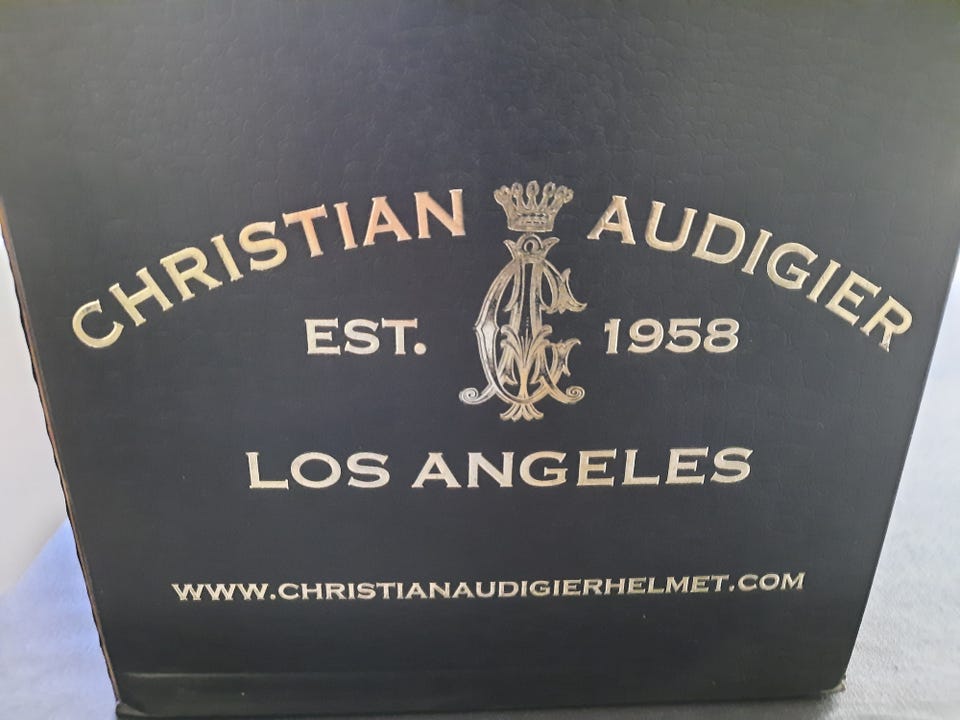 CHRISTIAN AUDIGIER
EST. 1958
LOS ANGELES
WWW.CHRISTIANAUDIGIERHELMET.COM